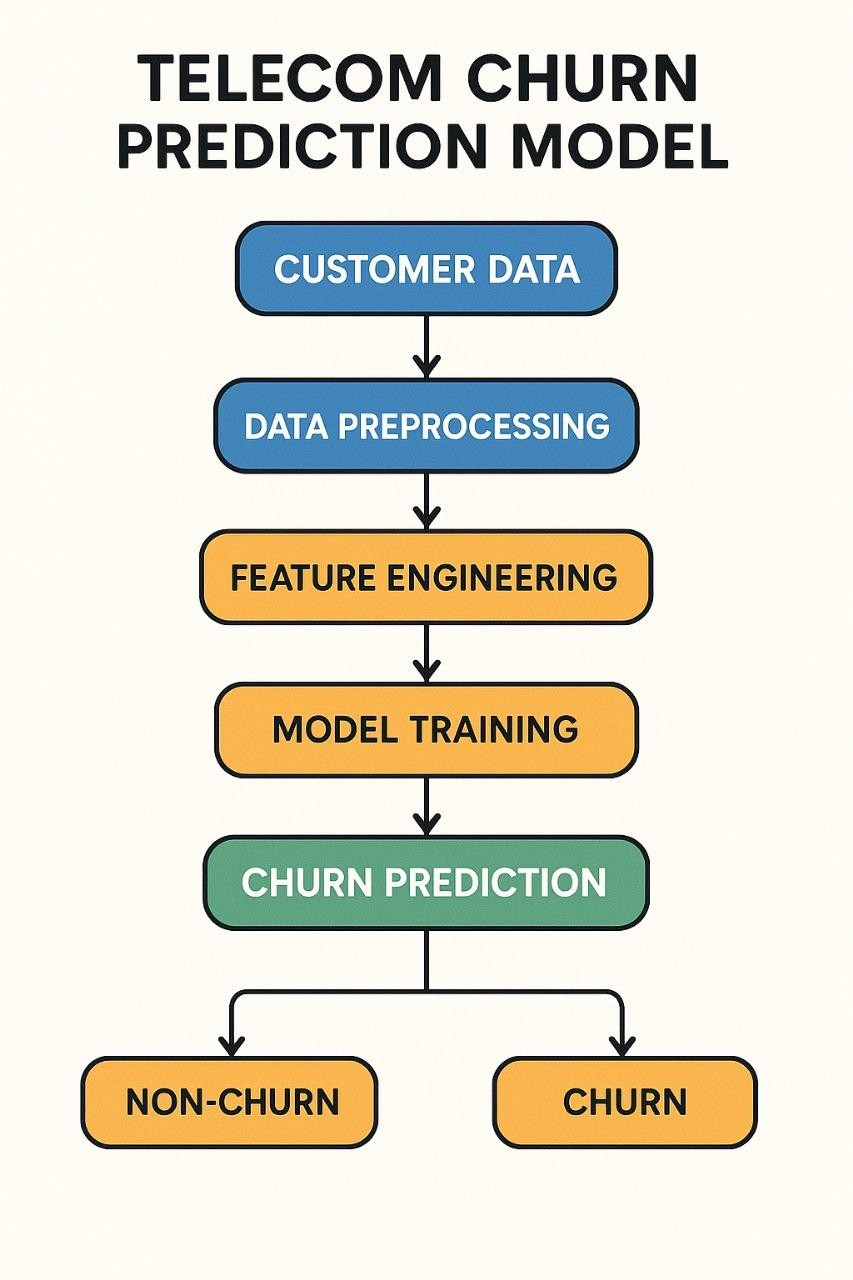 TELECOM CHURN
PREDICTION MODEL
CUSTOMER DATA
DATA PREPROCESSING
FEATURE ENGINEERING
MODEL TRAINING
CHURN PREDICTION
NON-CHURN
CHURN